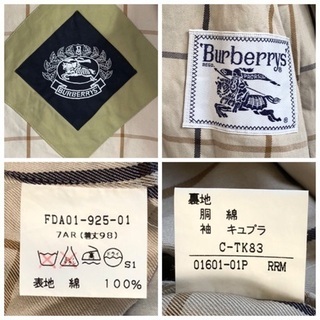 BURBERRYS
Burberrys'
FDA01-925-01
7AR(着丈98)
S1
表地 綿 100%
裏地
胴 綿
袖 キュプラ
C-TK83
01601-01P RRM